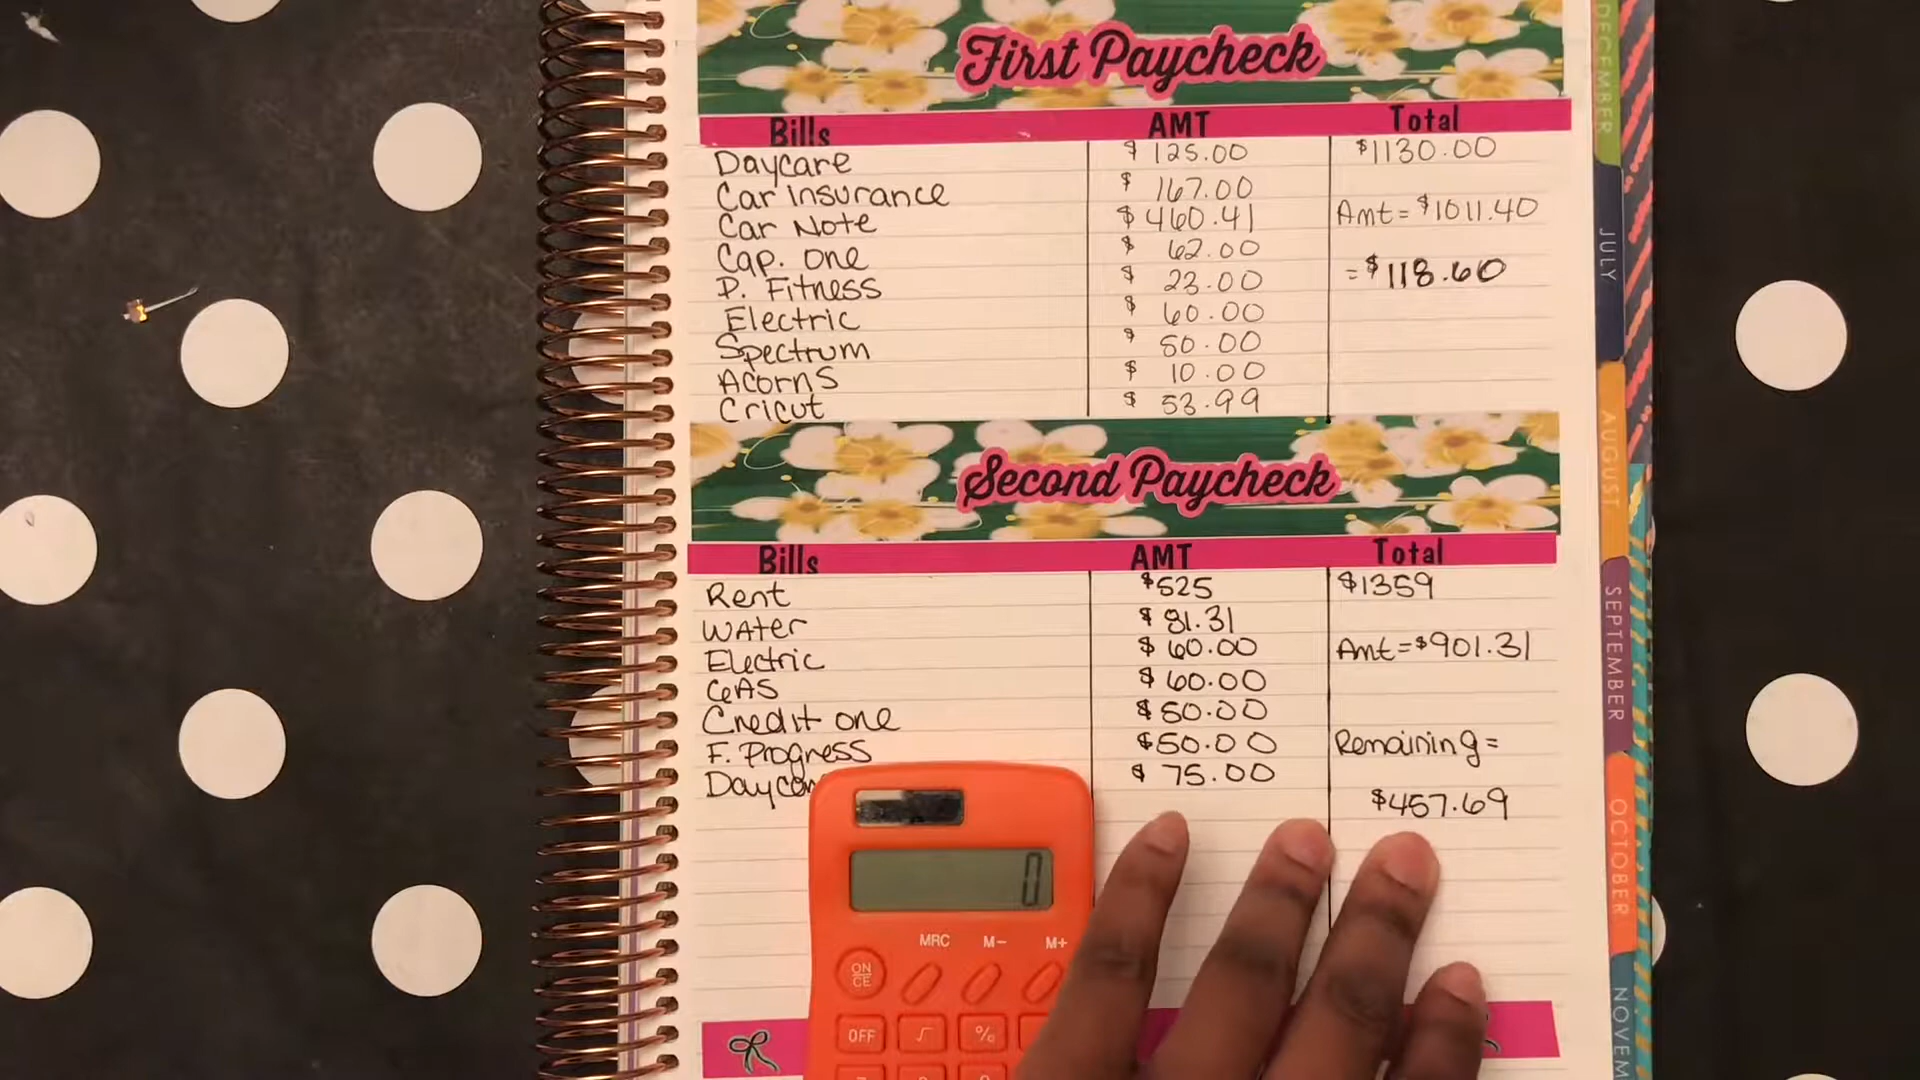 First Paycheck
Bills AMT Total
Daycare $125.00 $1130.00
Car Insurance $167.00
Car Note $460.41 Amt=$1011.40
Cap. One $62.00
P. Fitness $23.00 =$118.60
Electric $60.00
Spectrum $50.00
Acorns $10.00
Cricut $53.99
Second Paycheck
Bills AMT Total
Rent $525 $1359
Water $81.31
Electric $60.00 Amt=$901.31
GAS $60.00
Credit one $50.00
F. Progress $50.00 Remaining=
$75.00
$457.69
0
MRC M- M+
ON
CE
OFF √ %
DECEMBER
JULY
AUGUST
SEPTEMBER
OCTOBER
NOVEM